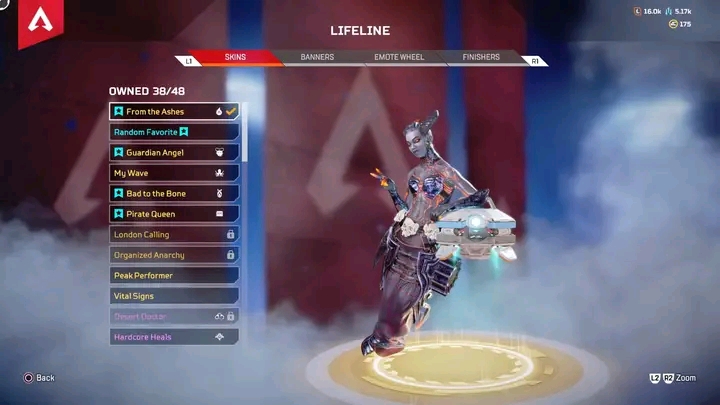 LIFELINE
16.0k 5.17k
175
L1 SKINS BANNERS EMOTE WHEEL FINISHERS R1
OWNED 38/48
From the Ashes
Random Favorite
Guardian Angel
My Wave
Bad to the Bone
Pirate Queen
London Calling
Organized Anarchy
Peak Performer
Vital Signs
Desert Doctor
Hardcore Heals
Back
L2 R2 Zoom